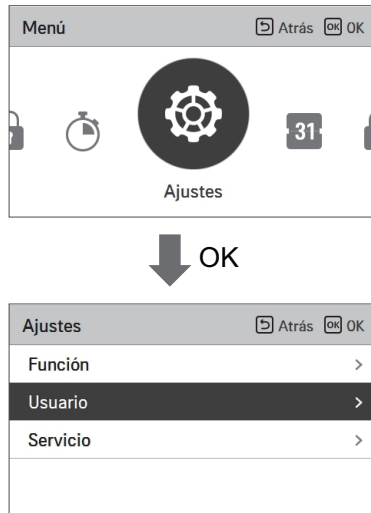 Menú Atrás OK OK
31
Ajustes
OK
Ajustes Atrás OK OK
Función
Usuario
Servicio